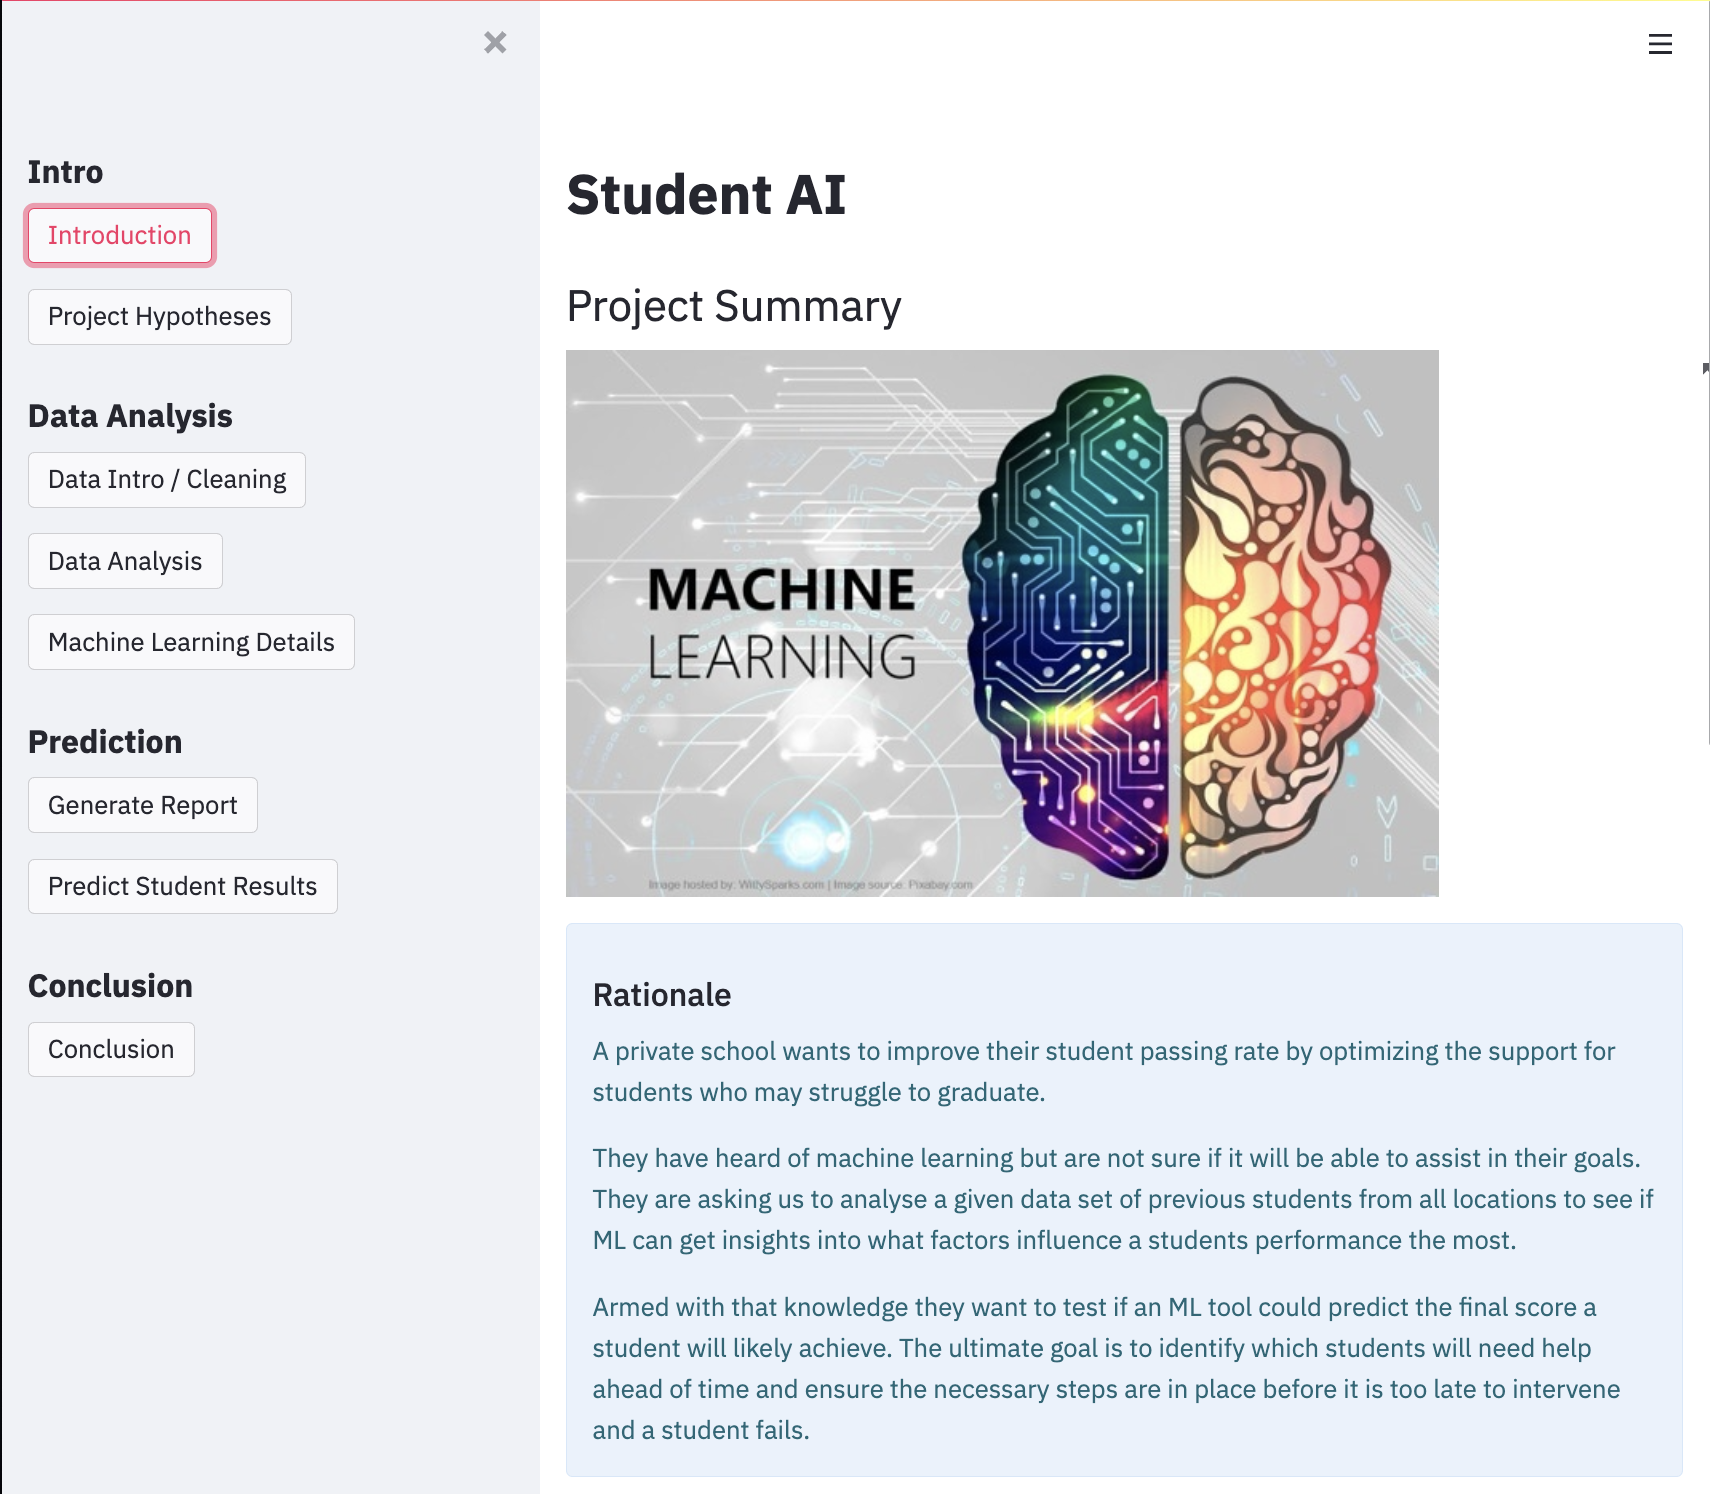 Intro
Introduction
Project Hypotheses
Data Analysis
Data Intro / Cleaning
Data Analysis
Machine Learning Details
Prediction
Generate Report
Predict Student Results
Conclusion
Conclusion
Student AI
Project Summary
MACHINE
LEARNING
Image hosted by: WittySparks.com | Image source: Pixabay.com
Rationale
A private school wants to improve their student passing rate by optimizing the support for
students who may struggle to graduate.
They have heard of machine learning but are not sure if it will be able to assist in their goals.
They are asking us to analyse a given data set of previous students from all locations to see if
ML can get insights into what factors influence a students performance the most.
Armed with that knowledge they want to test if an ML tool could predict the final score a
student will likely achieve. The ultimate goal is to identify which students will need help
ahead of time and ensure the necessary steps are in place before it is too late to intervene
and a student fails.